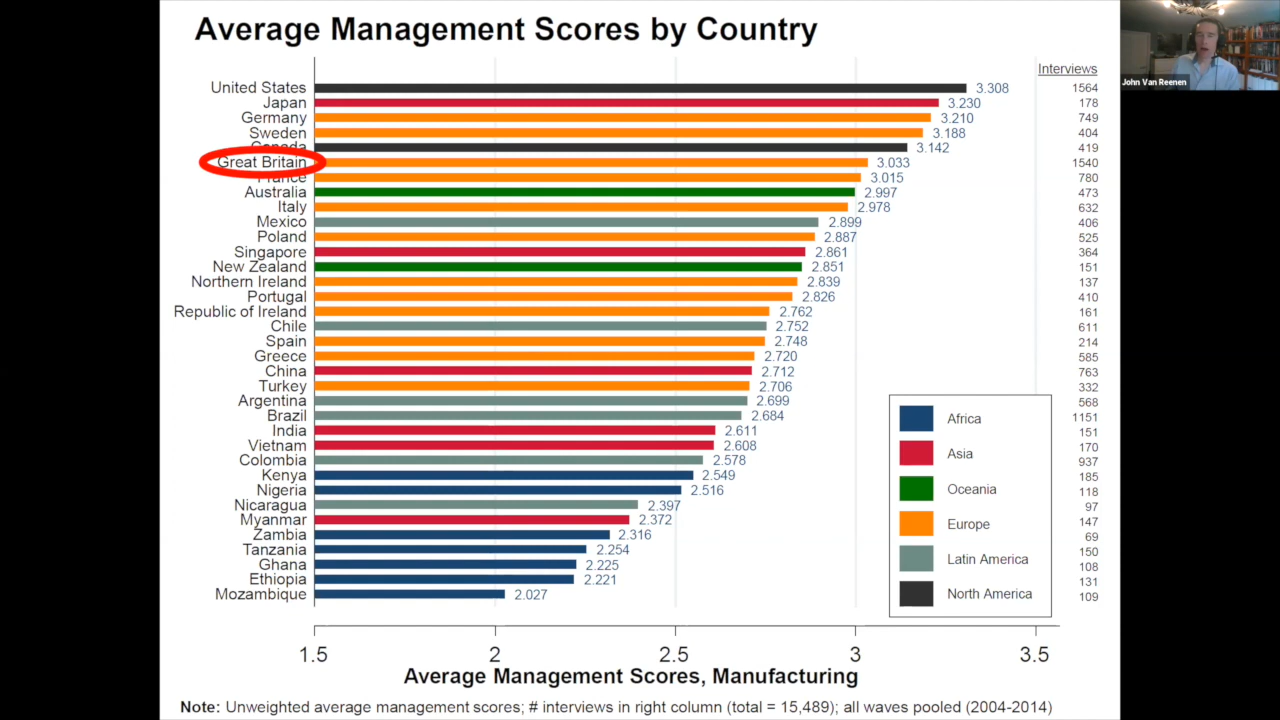 Average Management Scores by Country
John Van Reenen
Interviews
United States 3.308 1564
Japan 3.230 178
Germany 3.210 749
Sweden 3.188 404
Canada 3.142 419
Great Britain 3.033 1540
France 3.015 780
Australia 2.997 473
Italy 2.978 632
Mexico 2.899 406
Poland 2.887 525
Singapore 2.861 364
New Zealand 2.851 151
Northern Ireland 2.839 137
Portugal 2.826 410
Republic of Ireland 2.762 161
Chile 2.752 611
Spain 2.748 214
Greece 2.720 585
China 2.712 763
Turkey 2.706 332
Argentina 2.699 568
Brazil 2.684 1151
India 2.611 151
Vietnam 2.608 170
Colombia 2.578 937
Kenya 2.549 185
Nigeria 2.516 118
Nicaragua 2.397 97
Myanmar 2.372 147
Zambia 2.316 69
Tanzania 2.254 150
Ghana 2.225 108
Ethiopia 2.221 131
Mozambique 2.027 109
Africa
Asia
Oceania
Europe
Latin America
North America
1.5 2 2.5 3 3.5
Average Management Scores, Manufacturing
Note: Unweighted average management scores; # interviews in right column (total = 15,489); all waves pooled (2004-2014)